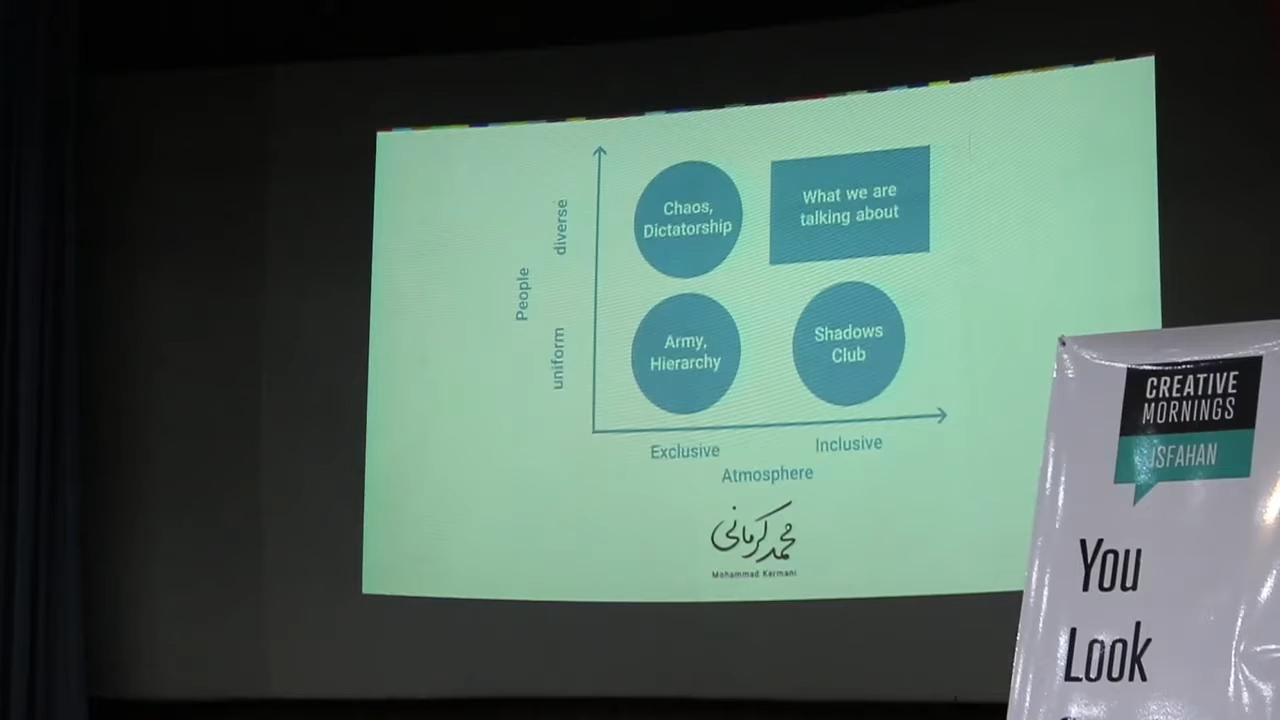 Chaos,
Dictatorship
What we are
talking about
People
diverse
uniform
Army,
Hierarchy
Shadows
Club
Exclusive
Inclusive
Atmosphere
محمد کرمانی
Mohammad Kermani
CREATIVE
MORNINGS
ISFAHAN
You
Look